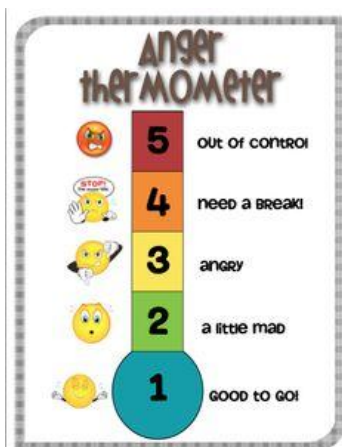 Anger
thermometer
5 out of control
STOP!
4 need a Break!
3 angry
2 a little mad
1 Good to Go!